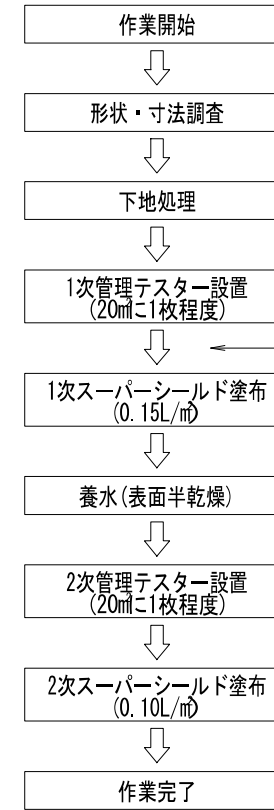 作業開始
形状・寸法調査
下地処理
1次管理テスター設置
(20㎡に1枚程度)
1次スーパーシールド塗布
(0.15L/㎡)
養水(表面半乾燥)
2次管理テスター設置
(20㎡に1枚程度)
2次スーパーシールド塗布
(0.10L/㎡)
作業完了